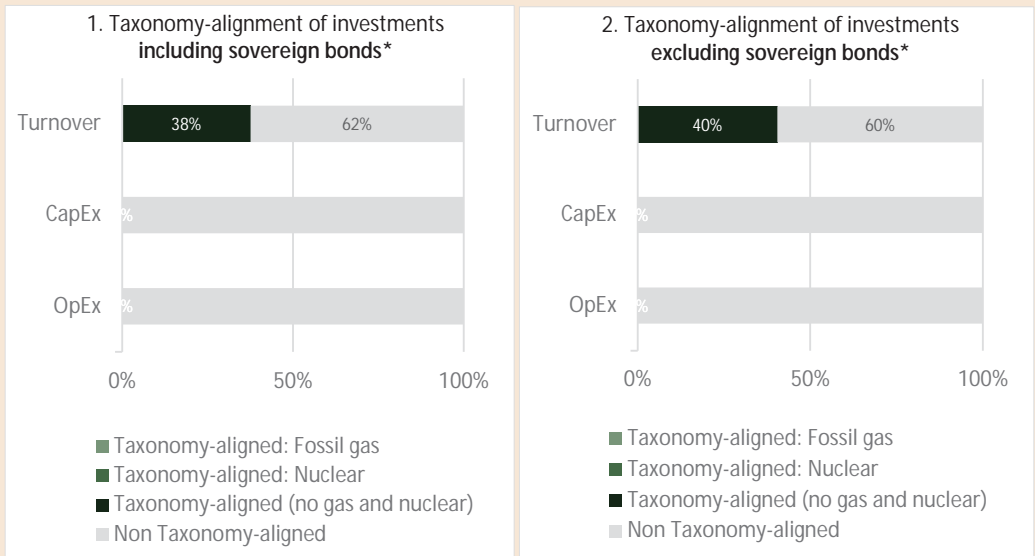 1. Taxonomy-alignment of investments
including sovereign bonds*
Turnover
38%
62%
CapEx
%
OpEx
%
0%
50%
100%
Taxonomy-aligned: Fossil gas
Taxonomy-aligned: Nuclear
Taxonomy-aligned (no gas and nuclear)
Non Taxonomy-aligned
2. Taxonomy-alignment of investments
excluding sovereign bonds*
Turnover
40%
60%
CapEx
%
OpEx
%
0%
50%
100%
Taxonomy-aligned: Fossil gas
Taxonomy-aligned: Nuclear
Taxonomy-aligned (no gas and nuclear)
Non Taxonomy-aligned